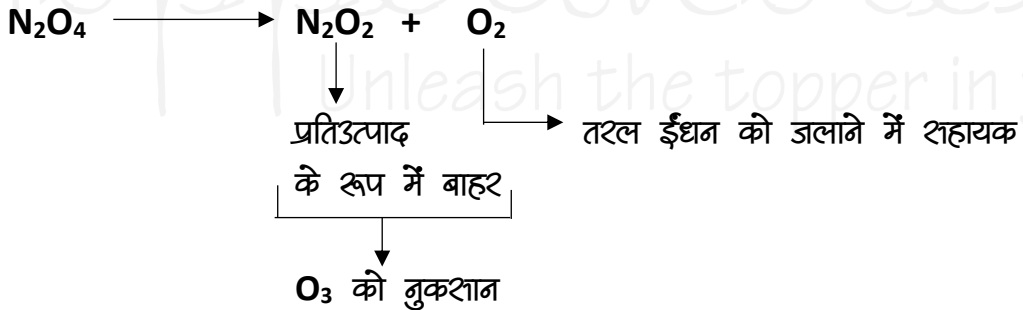 Unleash the topper in
N₂O₄ → N₂O₂ + O₂
प्रतिउत्पाद
के रूप में बाहर
तरल ईंधन को जलाने में सहायक
O₃ को नुकसान